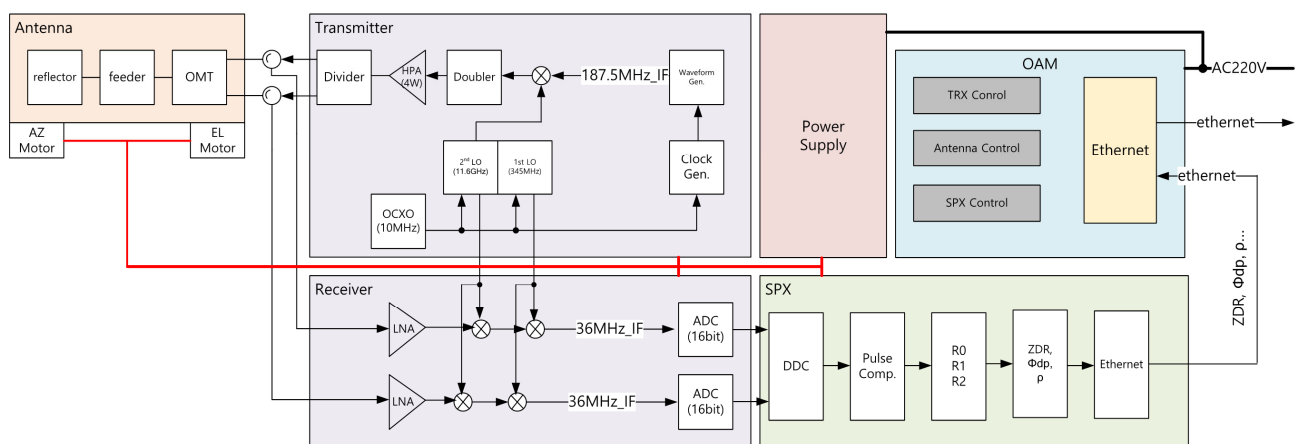 Antenna
reflector
feeder
OMT
AZ
Motor
EL
Motor
Transmitter
Divider
HPA
(4W)
Doubler
187.5MHz_IF
Waveform
Gen.
2nd LO
(11.6GHz)
1st LO
(345MHz)
Clock
Gen.
OCXO
(10MHz)
Power
Supply
OAM
TRX Conrol
Antenna Control
SPX Control
Ethernet
AC220V
ethernet
ethernet
ZDR, Φdp, ρ...
Receiver
LNA
36MHz_IF
ADC
(16bit)
LNA
36MHz_IF
ADC
(16bit)
SPX
DDC
Pulse
Comp.
R0
R1
R2
ZDR,
Φdp,
ρ
Ethernet